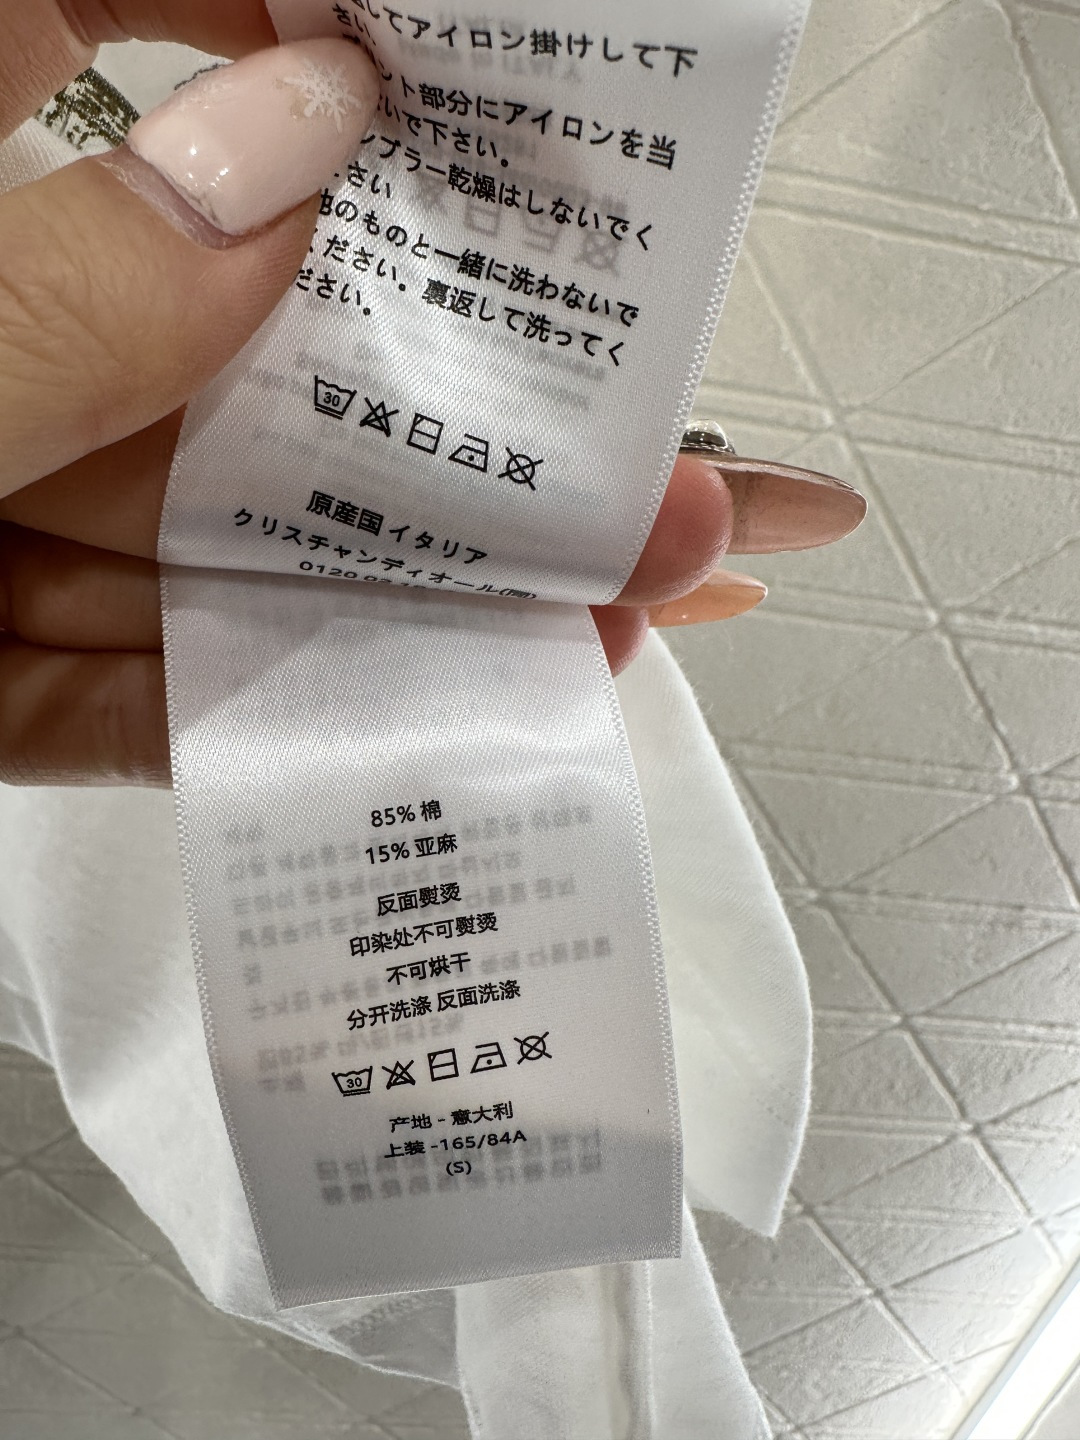 してアイロン掛けして下
さい。
ント部分にアイロンを当
いで下さい。
ンブラー乾燥はしないでく
ださい
他のものと一緒に洗わないで
ください。裏返して洗ってく
ださい。
30
原産国 イタリア
クリスチャンディオール(
0120 02
85% 棉
15% 亚麻
反面熨烫
印染处不可熨烫
不可烘干
分开洗涤 反面洗涤
30
产地 - 意大利
上装 -165/84A
(S)